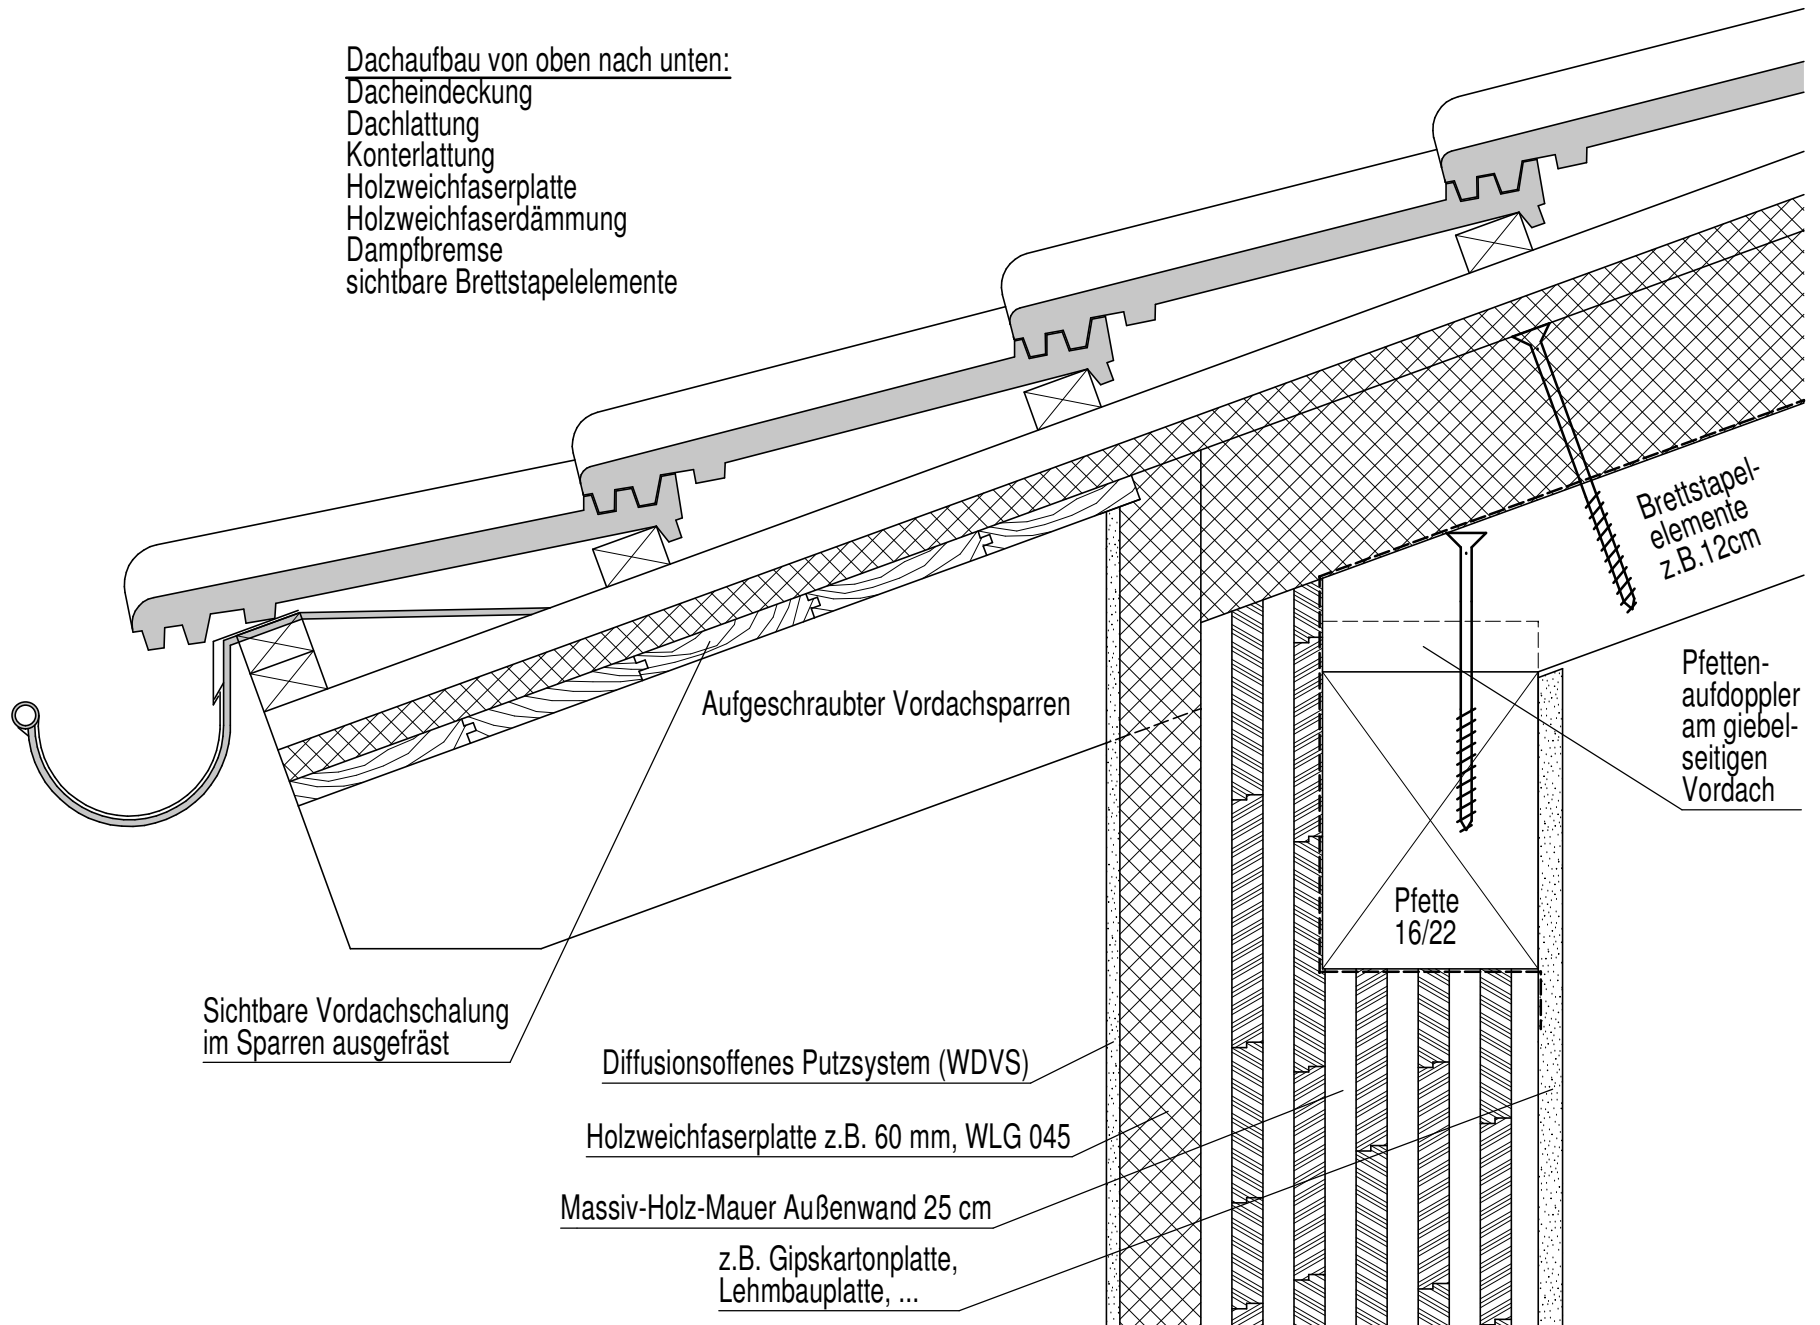 Dachaufbau von oben nach unten:
Dacheindeckung
Dachlattung
Konterlattung
Holzweichfaserplatte
Holzweichfaserdämmung
Dampfbremse
sichtbare Brettstapelelemente
Brettstapel-
elemente
z.B.12cm
Aufgeschraubter Vordachsparren
Pfetten-
aufdoppler
am giebel-
seitigen
Vordach
Pfette
16/22
Sichtbare Vordachschalung
im Sparren ausgefräst
Diffusionsoffenes Putzsystem (WDVS)
Holzweichfaserplatte z.B. 60 mm, WLG 045
Massiv-Holz-Mauer Außenwand 25 cm
z.B. Gipskartonplatte,
Lehmbauplatte, ...